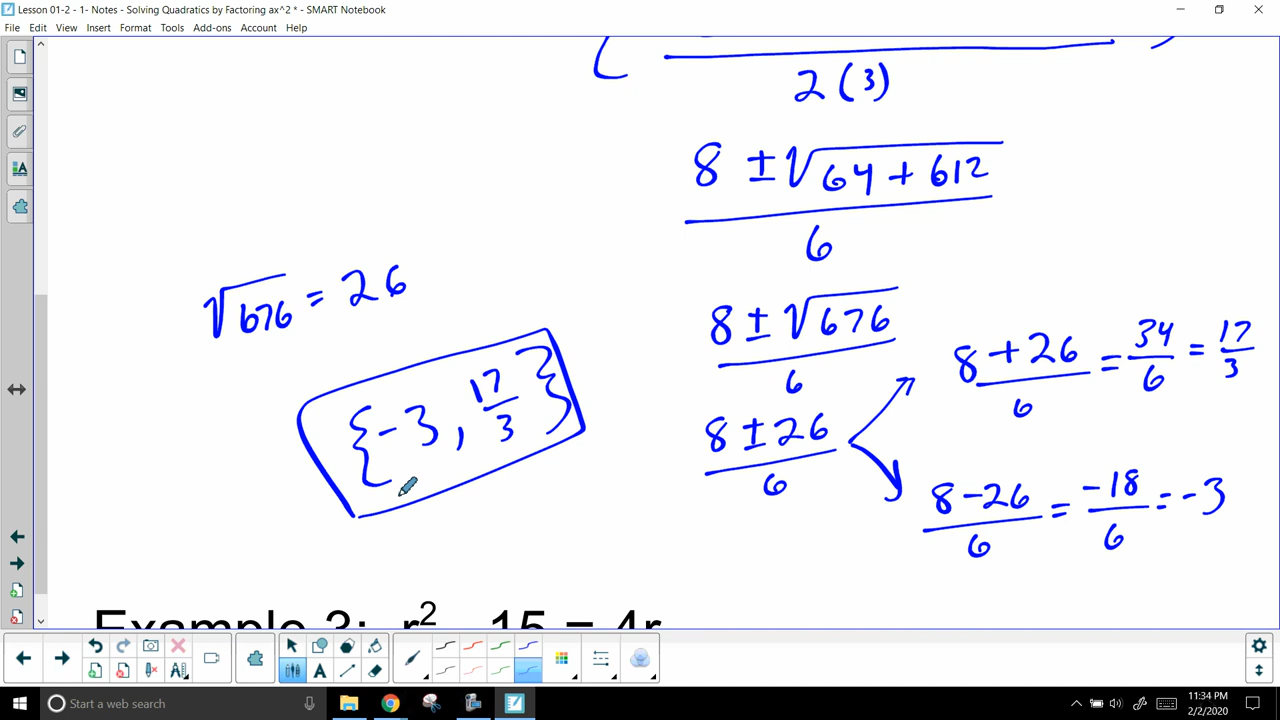 Lesson 01-2 - 1- Notes - Solving Quadratics by Factoring ax^2 * - SMART Notebook
File Edit View Insert Format Tools Add-ons Account Help
2(3)
8 ± √64 + 612
6
√676 = 26
8 ± √676
6
8 + 26 = 34 = 17
6 6 3
{-3, 17/3}
8 ± 26
6
8 - 26 = -18 = -3
6 6
Example 3: r² - 15 = 4r
Start a web search
11:34 PM
2/2/2020